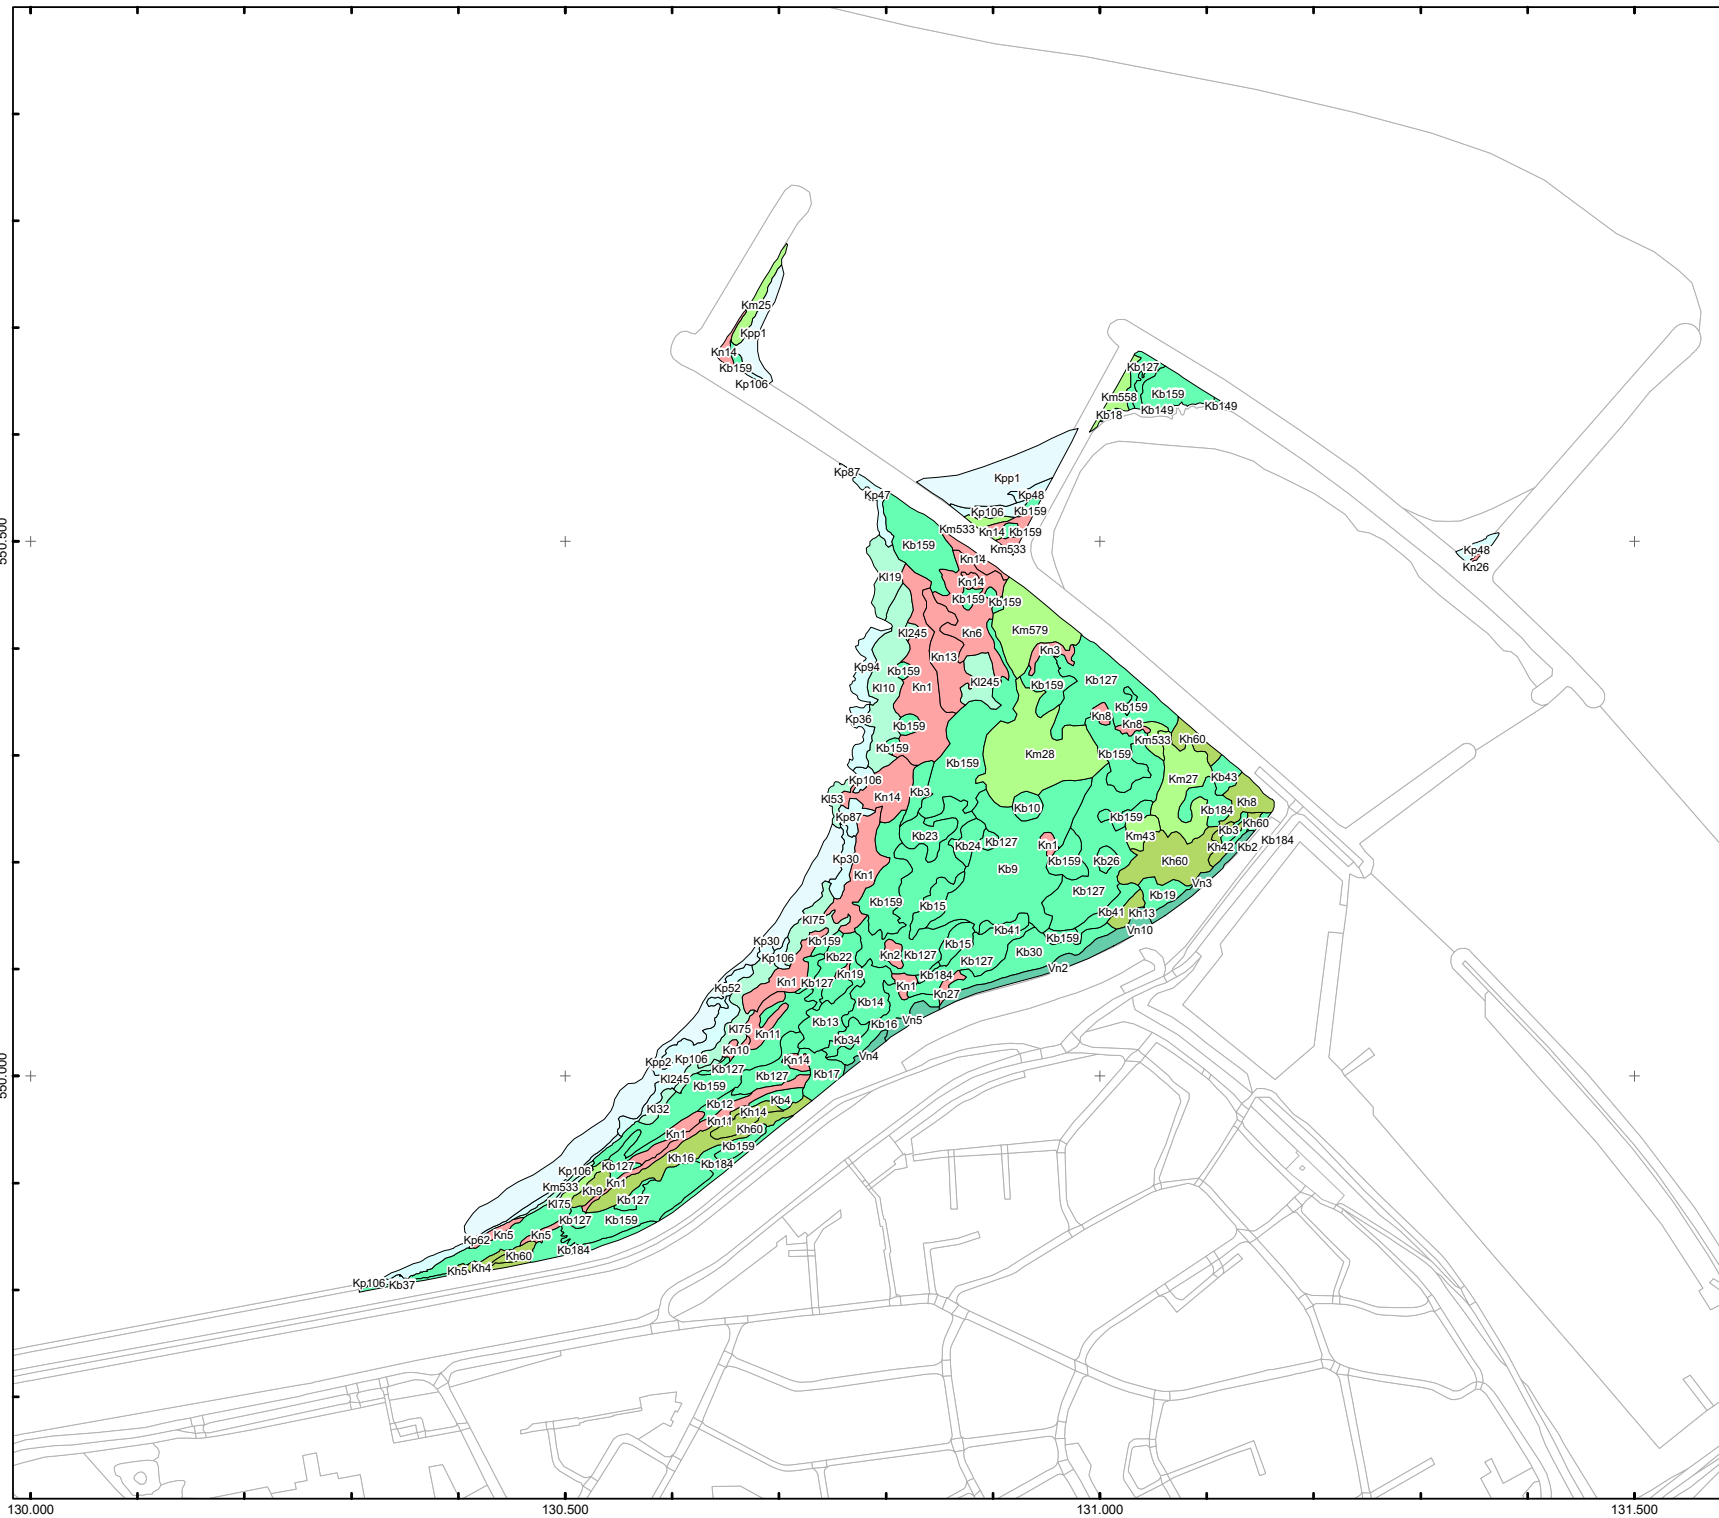 Km25
Kpp1
Kn14
Kb159
Kp106
Kb127
Km558
Kb159
Kb18
Kb149
Kb149
Kp87
Kp47
Kpp1
Kp48
Kp106
Kb159
Km533
Kn14
Kb159
Km533
550.500
Kp48
Kn26
Kb159
Kn14
Kl19
Kn14
Kb159
Kb159
Kl245
Kn6
Km579
Kn13
Kn3
Kp94
Kb159
Kl10
Kn1
Kl245
Kb159
Kb127
Kp36
Kb159
Kn8
Kb159
Kn8
Kb159
Kb159
Km28
Km533
Kh60
Kb159
Kp106
Kn14
Kb3
Km27
Kb43
Kl53
Kp87
Kb10
Kb159
Kb184
Kh8
Kh60
Kb23
Kb24
Kb127
Kn1
Km43
Kb3
Kh42
Kb2
Kb184
Kp30
Kn1
Kb9
Kb159
Kb26
Kh60
Vn3
Kb127
Kb19
Kb159
Kb15
Kl75
Kb41
Kh13
Kb41
Vn10
Kp30
Kb159
Kb15
Kb159
Kp106
Kb22
Kn2
Kb127
Kb30
Kb127
Vn2
Kp52
Kn1
Kb127
Kn19
Kb184
Kn1
Kn27
Kb14
Kl75
Kn11
Kb13
Kb16
Vn5
Kb34
Kn10
Vn4
Kpp2
Kp106
Kn14
Kb127
Kb127
Kb17
550.000
Kl245
Kb159
Kl32
Kb12
Kb4
Kh14
Kn11
Kh60
Kn1
Kb159
Kh16
Kb184
Kp106
Kb127
Km533
Kh9
Kn1
Kl75
Kb127
Kb127
Kb159
Kp62
Kn5
Kn5
Kb184
Kh60
Kh5
Kh4
Kp106
Kb37
130.000
130.500
131.000
131.500